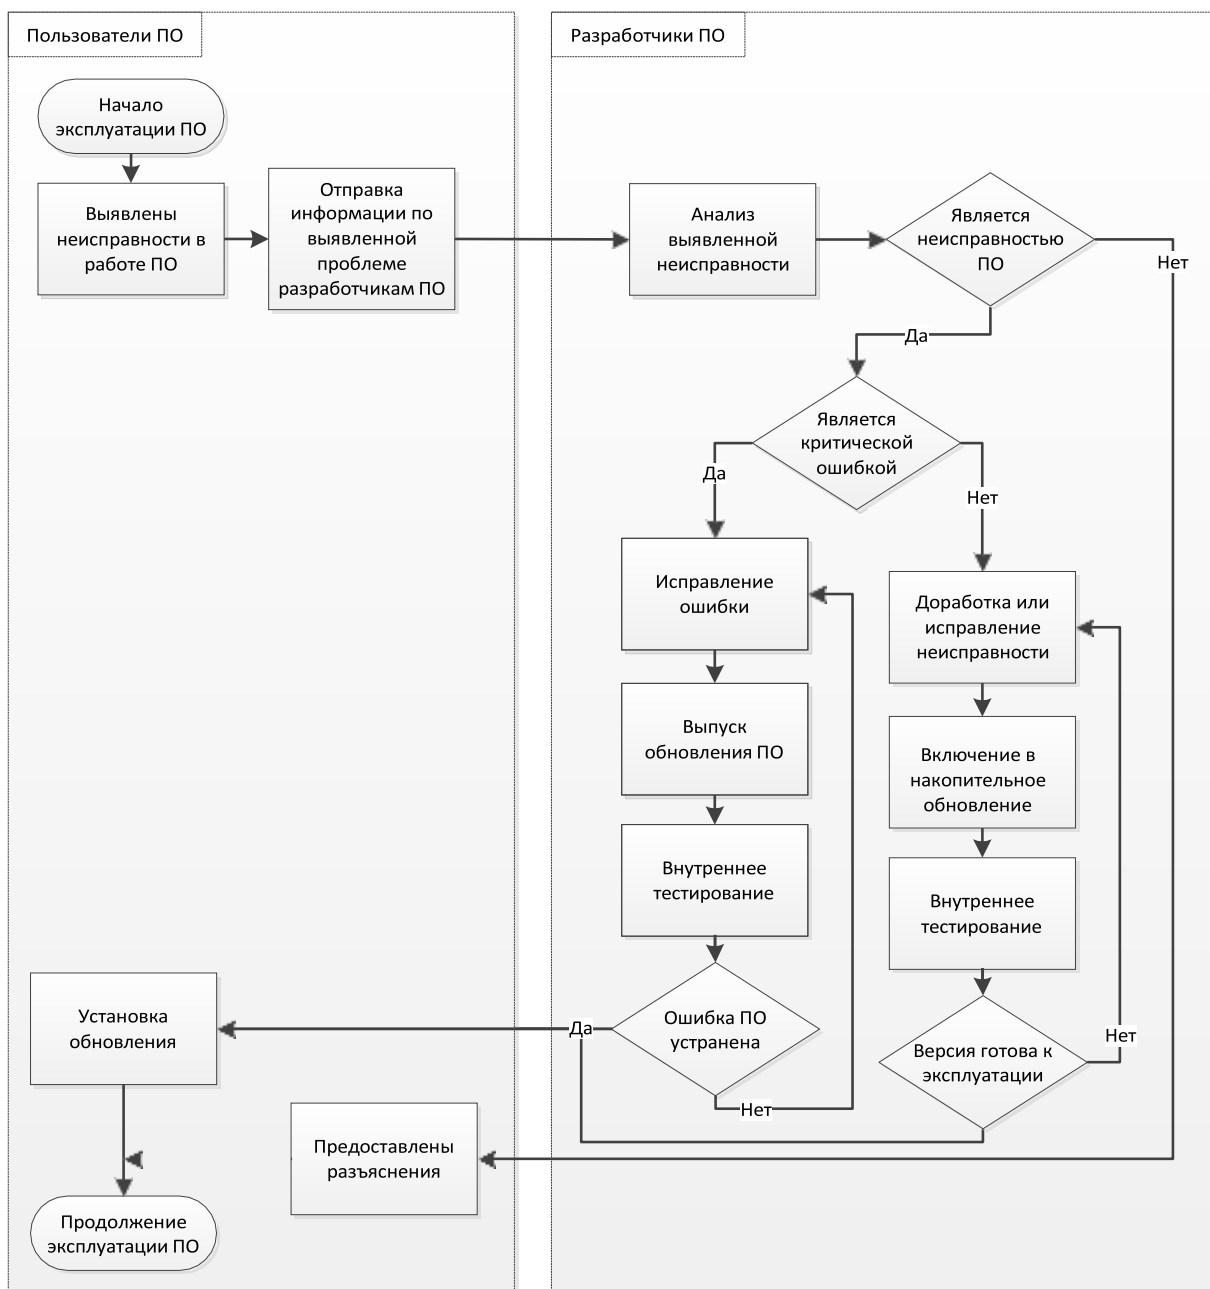 Пользователи ПО
Разработчики ПО
Начало
эксплуатации ПО
Выявлены
неисправности в
работе ПО
Отправка
информации по
выявленной
проблеме
разработчикам ПО
Анализ
выявленной
неисправности
Является
неисправностью
ПО
Нет
Да
Является
критической
ошибкой
Да
Нет
Исправление
ошибки
Доработка или
исправление
неисправности
Выпуск
обновления ПО
Включение в
накопительное
обновление
Внутреннее
тестирование
Внутреннее
тестирование
Установка
обновления
Да
Ошибка ПО
устранена
Версия готова к
эксплуатации
Нет
Нет
Предоставлены
разъяснения
Продолжение
эксплуатации ПО